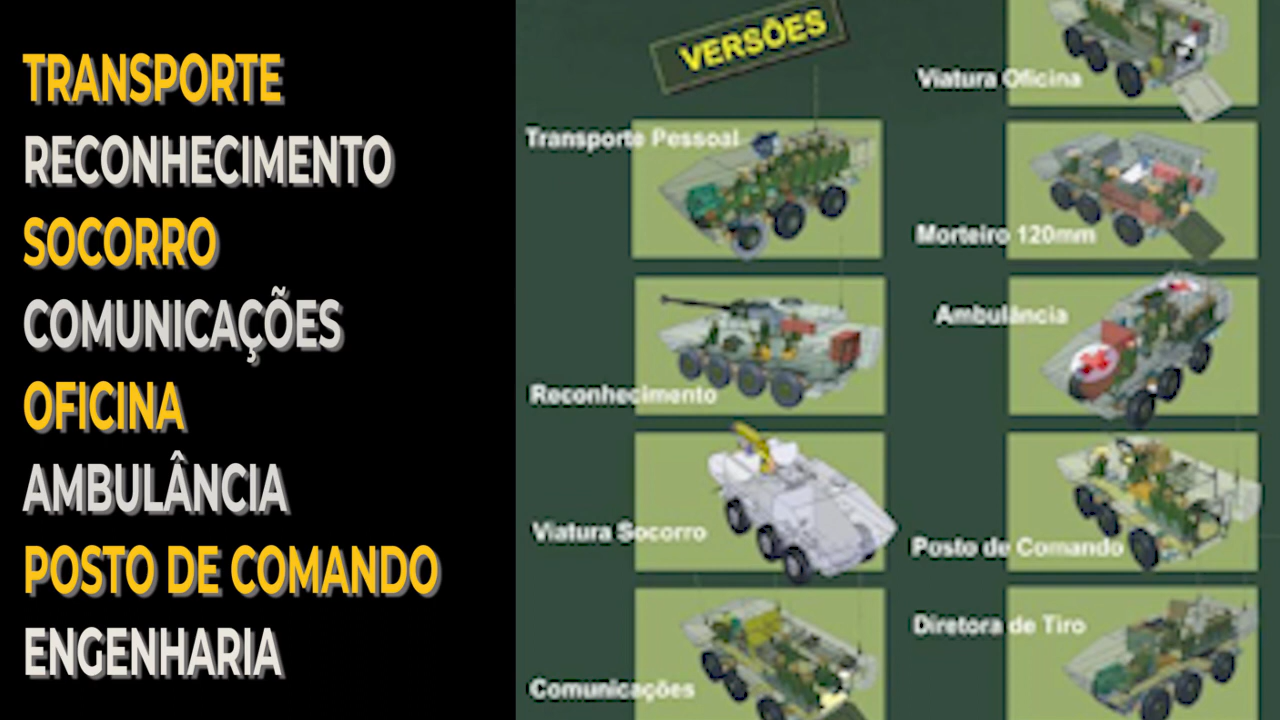 TRANSPORTE
RECONHECIMENTO
SOCORRO
COMUNICAÇÕES
OFICINA
AMBULÂNCIA
POSTO DE COMANDO
ENGENHARIA
VERSÕES
Transporte Pessoal
Reconhecimento
Viatura Socorro
Comunicações
Viatura Oficina
Morteiro 120mm
Ambulância
Posto de Comando
Diretora de Tiro